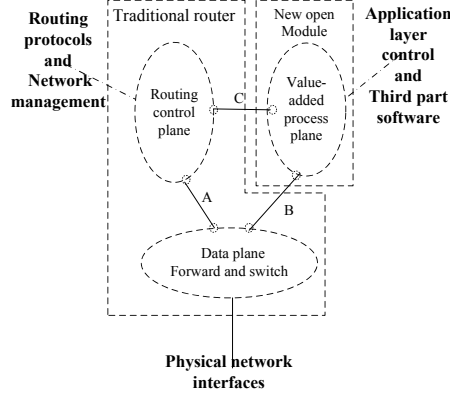 Routing
protocols
and
Network
management
Traditional router
New open
Module
Application
layer
control
and
Third part
software
Routing
control
plane
C
Value-
added
process
plane
A
B
Data plane
Forward and switch
Physical network
interfaces